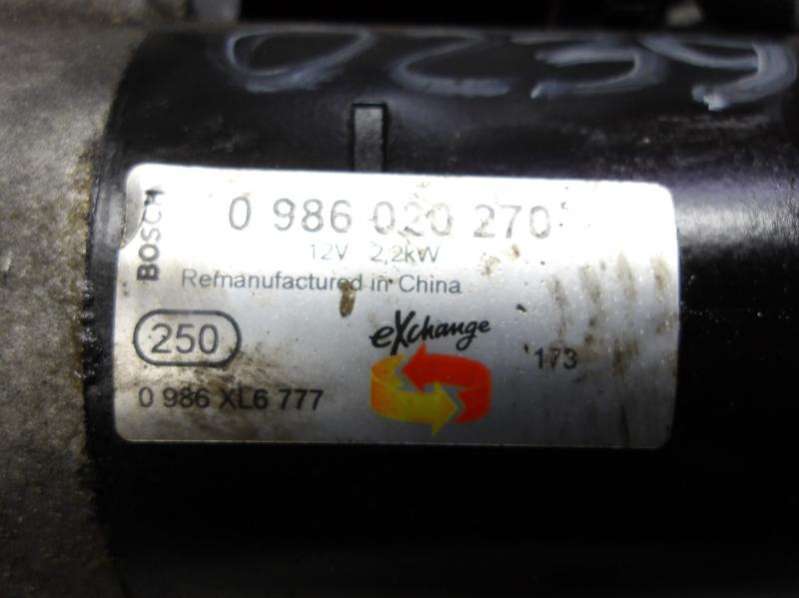 BOSCH
0 986 020 270
12V 2,2kW
Remanufactured in China
250
eXchange
173
0 986 XL6 777